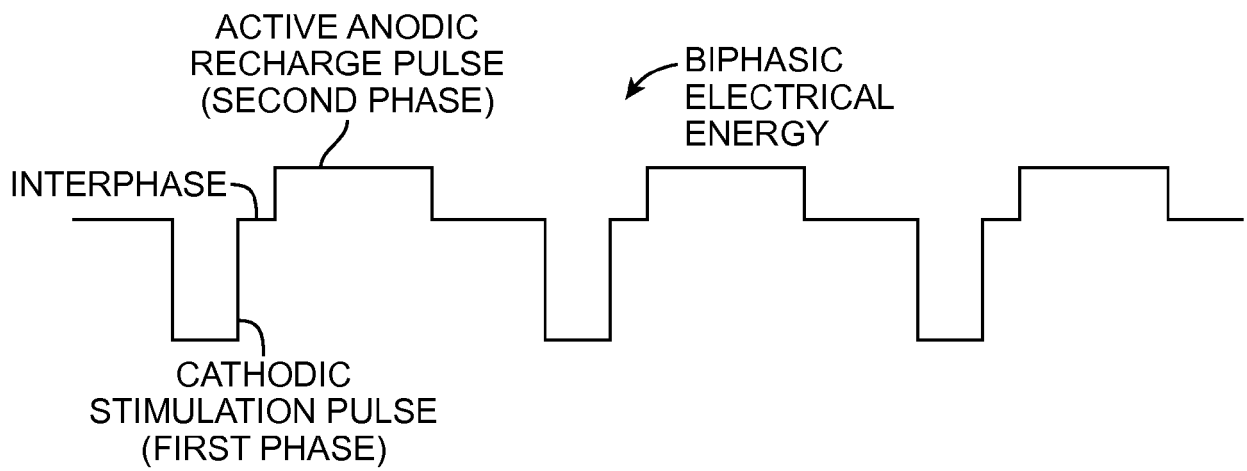 ACTIVE ANODIC
RECHARGE PULSE
(SECOND PHASE)
BIPHASIC
ELECTRICAL
ENERGY
INTERPHASE
CATHODIC
STIMULATION PULSE
(FIRST PHASE)